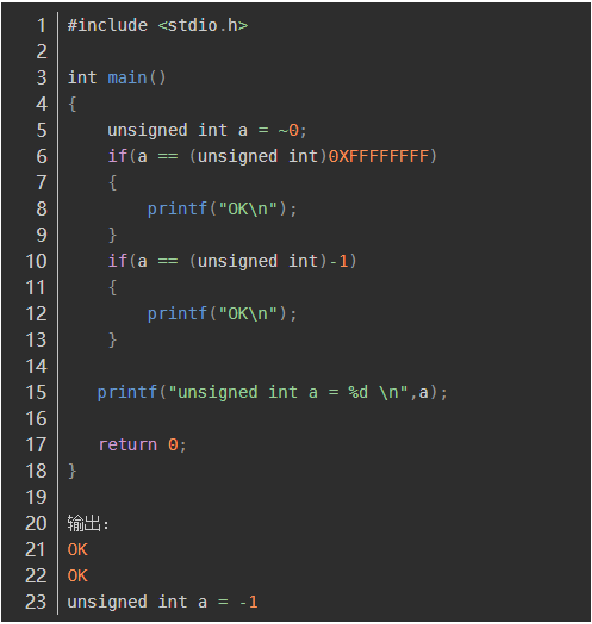 1 #include <stdio.h>
2
3 int main()
4 {
5     unsigned int a = ~0;
6     if(a == (unsigned int)0XFFFFFFFF)
7     {
8         printf("OK\n");
9     }
10     if(a == (unsigned int)-1)
11     {
12         printf("OK\n");
13     }
14
15    printf("unsigned int a = %d \n",a);
16
17    return 0;
18 }
19
20 输出:
21 OK
22 OK
23 unsigned int a = -1